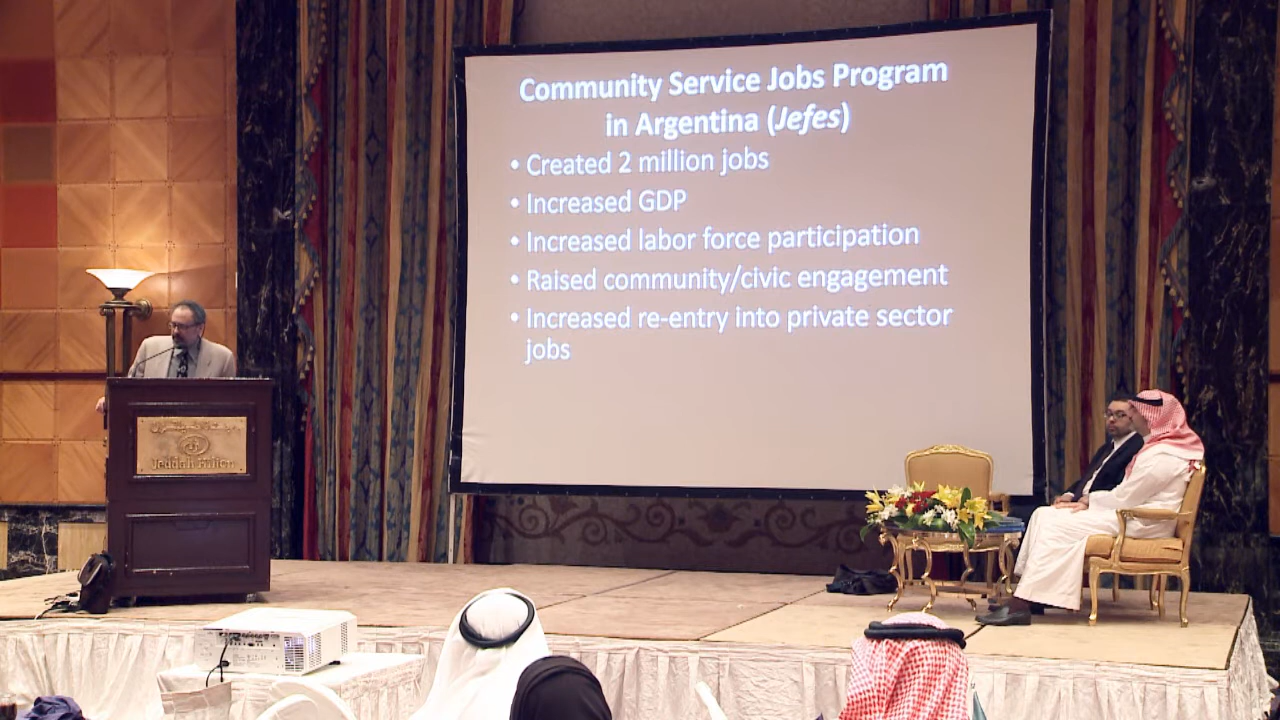 Community Service Jobs Program
in Argentina (Jefes)
• Created 2 million jobs
• Increased GDP
• Increased labor force participation
• Raised community/civic engagement
• Increased re-entry into private sector
jobs
Jeddah Hilton